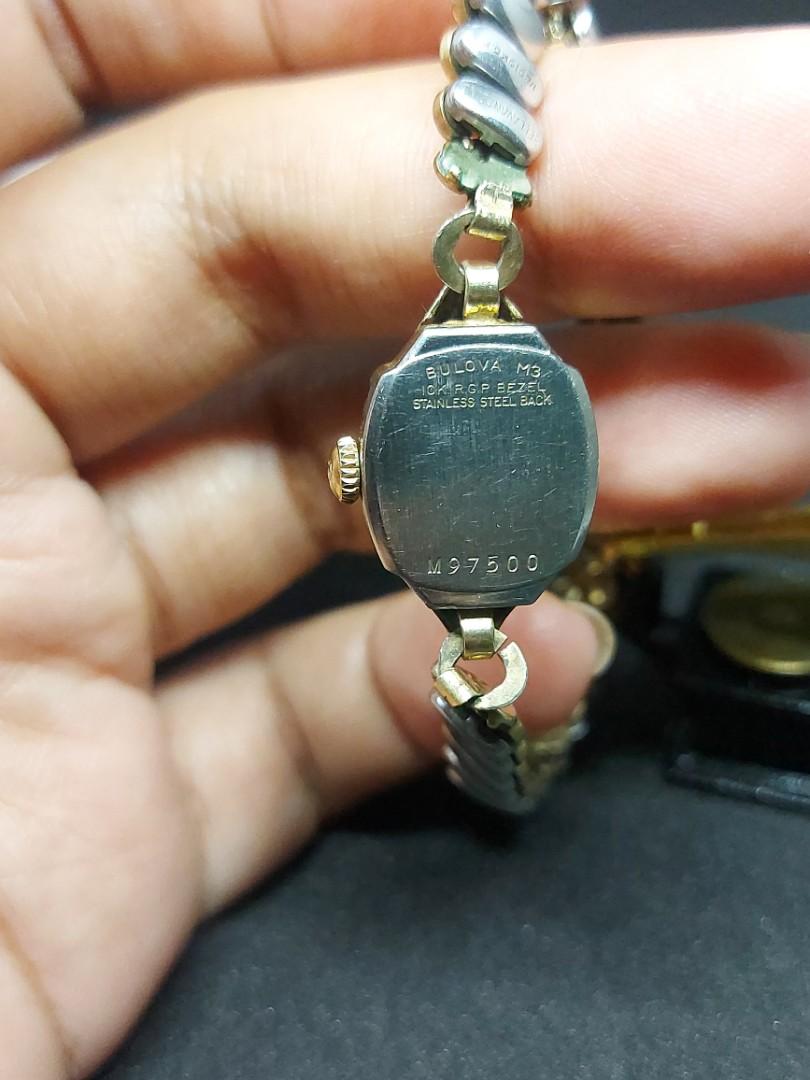 BULOVA M3
10K. R.G.P. BEZEL
STAINLESS STEEL BACK
M97500